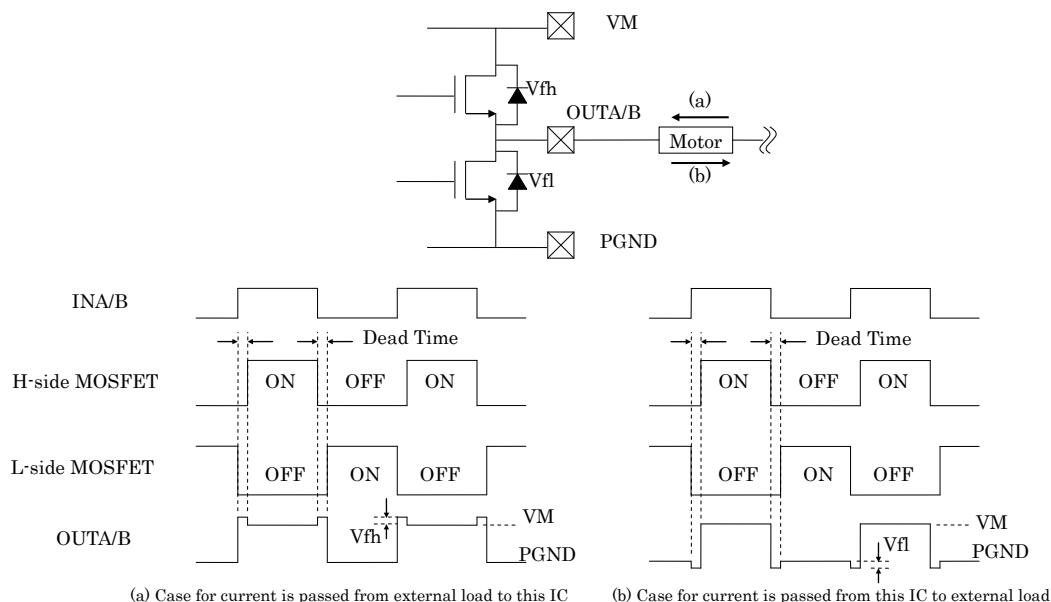 VM
Vfh
OUTA/B
(a)
Motor
(b)
Vfl
PGND
INA/B
Dead Time
Dead Time
H-side MOSFET
ON
OFF
ON
ON
OFF
ON
L-side MOSFET
OFF
ON
OFF
OFF
ON
OFF
OUTA/B
Vfh
VM
PGND
Vfl
VM
PGND
(a) Case for current is passed from external load to this IC
(b) Case for current is passed from this IC to external load